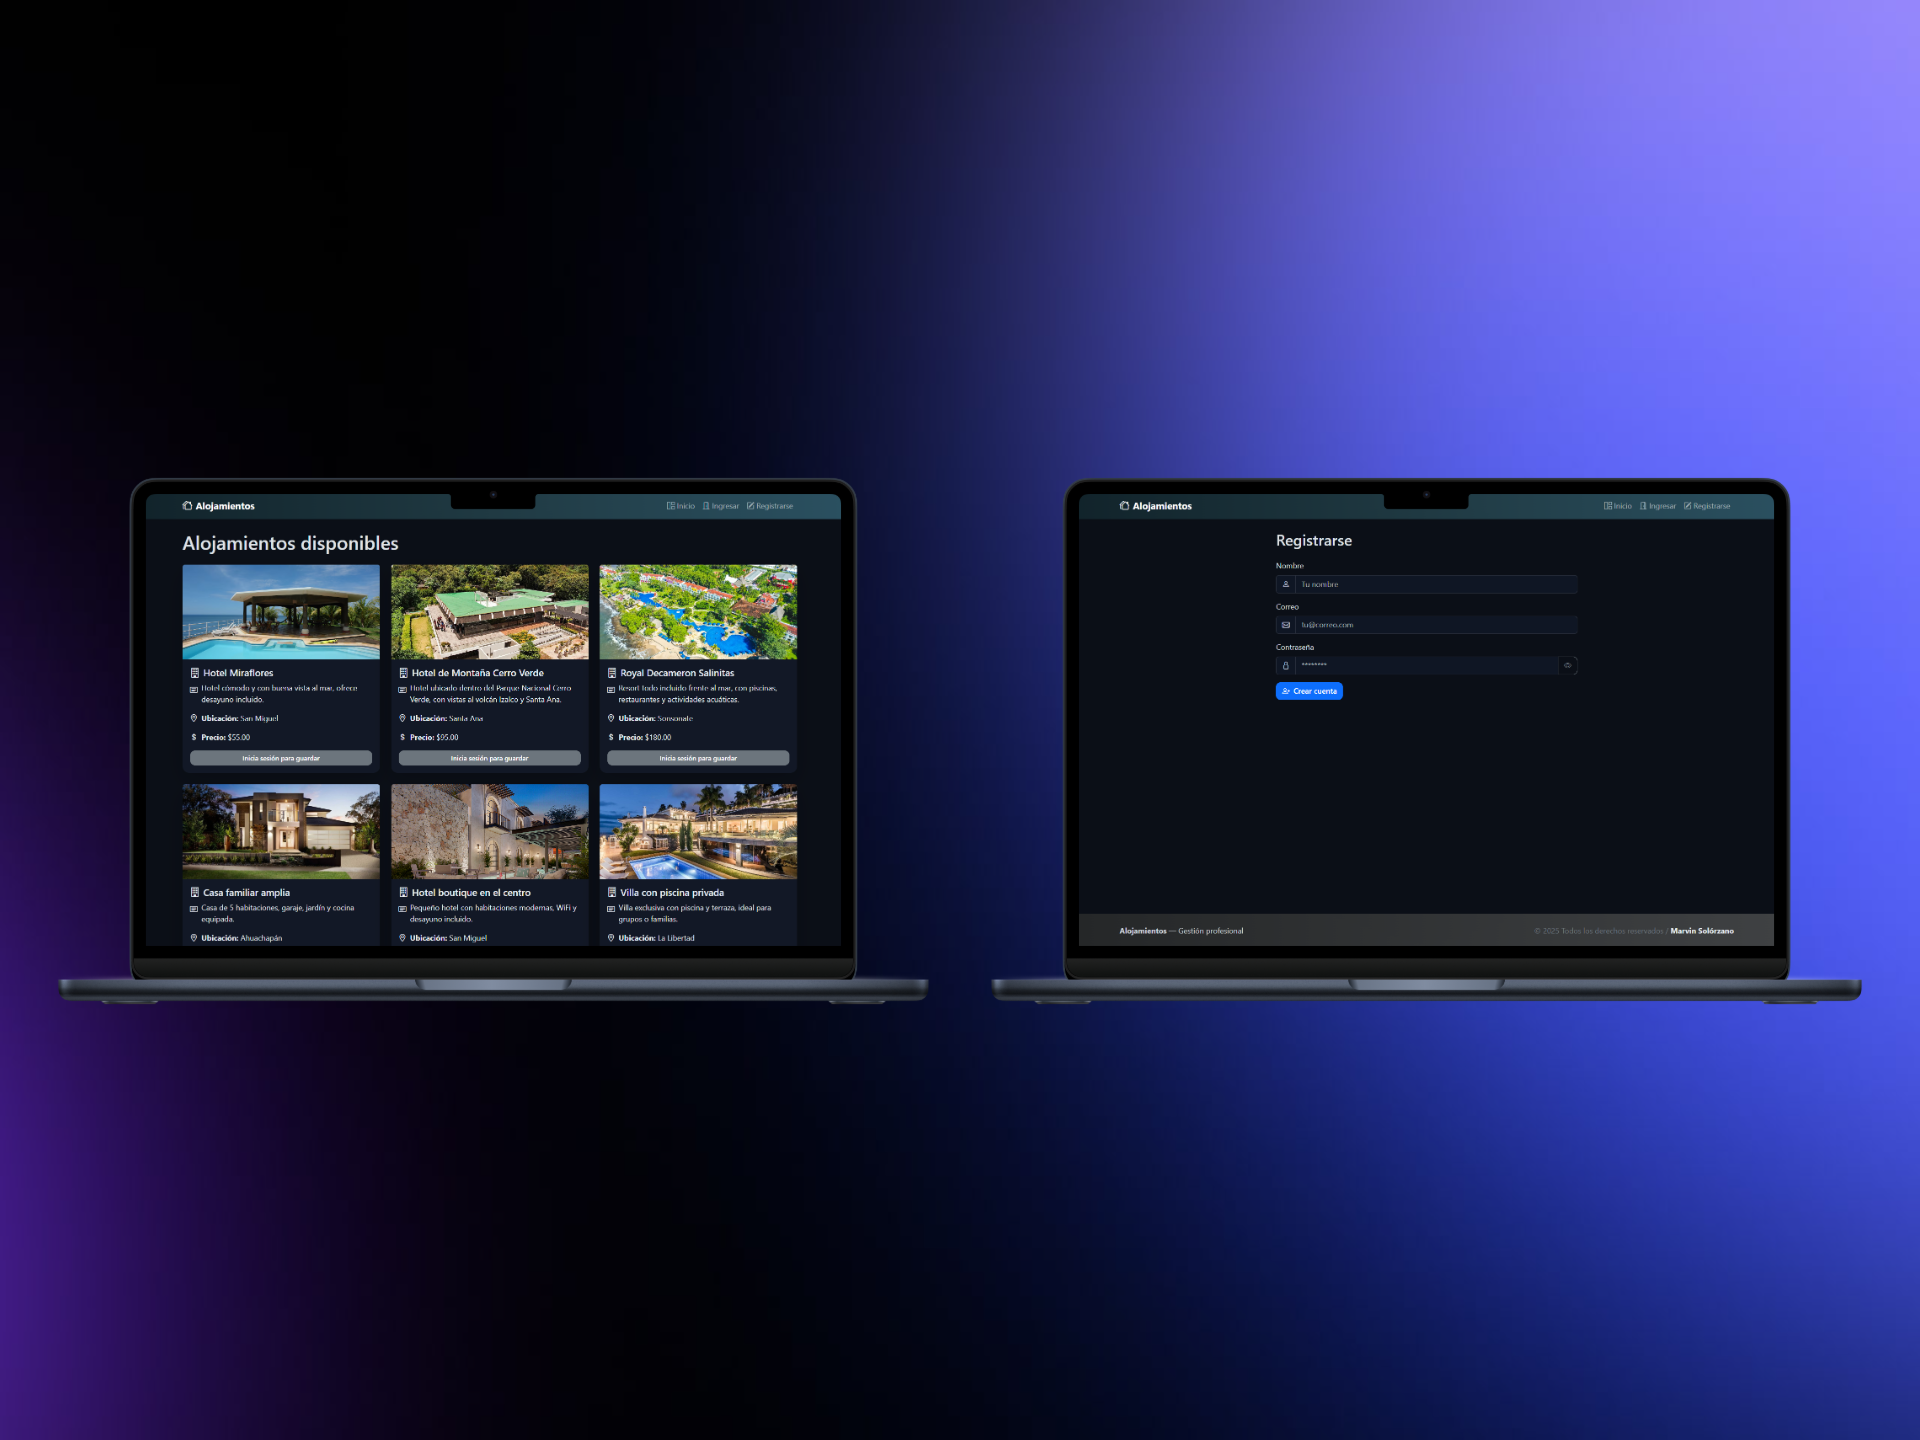 Alojamientos
Inicio Ingresar Registrarse
Alojamientos disponibles
Hotel Miraflores
Hotel cómodo y con buena vista al mar, ofrece
desayuno incluido.
Ubicación: San Miguel
Precio: $55.00
Inicia sesión para guardar
Hotel de Montaña Cerro Verde
Hotel ubicado dentro del Parque Nacional Cerro
Verde, con vistas al volcán Izalco y Santa Ana.
Ubicación: Santa Ana
Precio: $95.00
Inicia sesión para guardar
Royal Decameron Salinitas
Resort todo incluido frente al mar, con piscinas,
restaurantes y actividades acuáticas.
Ubicación: Sonsonate
Precio: $180.00
Inicia sesión para guardar
Casa familiar amplia
Casa de 5 habitaciones, garaje, jardín y cocina
equipada.
Ubicación: Ahuachapán
Hotel boutique en el centro
Pequeño hotel con habitaciones modernas, WiFi y
desayuno incluido.
Ubicación: San Miguel
Villa con piscina privada
Villa exclusiva con piscina y terraza, ideal para
grupos o familias.
Ubicación: La Libertad
Alojamientos
Inicio Ingresar Registrarse
Registrarse
Nombre
Tu nombre
Correo
tu@correo.com
Contraseña
********
Crear cuenta
Alojamientos — Gestión profesional
© 2025 Todos los derechos reservados / Marvin Solórzano